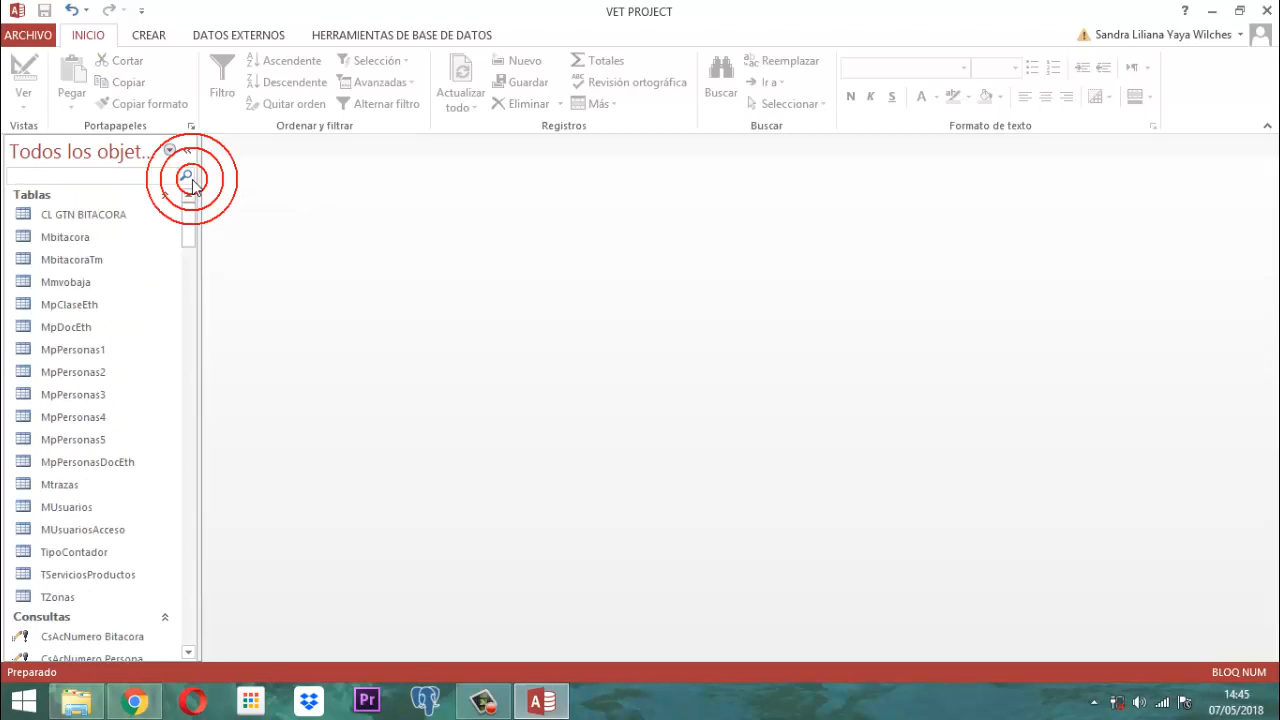 VET PROJECT
?
ARCHIVO INICIO CREAR DATOS EXTERNOS HERRAMIENTAS DE BASE DE DATOS Sandra Liliana Yaya Wilches
Ver
Vistas
Pegar
Cortar
Copiar
Copiar formato
Portapapeles
Filtro
Ascendente
Descendente
Quitar orden
Selección
Avanzadas
Alternar filtro
Ordenar y filtrar
Actualizar
todo
Nuevo
Guardar
Eliminar
Totales
Revisión ortográfica
Más
Registros
Buscar
Reemplazar
Ir a
Seleccionar
Buscar
N K S A
Formato de texto
Todos los objet...
Tablas
CL GTN BITACORA
Mbitacora
MbitacoraTm
Mmvobaja
MpClaseEth
MpDocEth
MpPersonas1
MpPersonas2
MpPersonas3
MpPersonas4
MpPersonas5
MpPersonasDocEth
Mtrazas
MUsuarios
MUsuariosAcceso
TipoContador
TServiciosProductos
TZonas
Consultas
CsAcNumero Bitacora
CsAcNumero Persona
Preparado
BLOQ NUM
Pr
14:45
07/05/2018